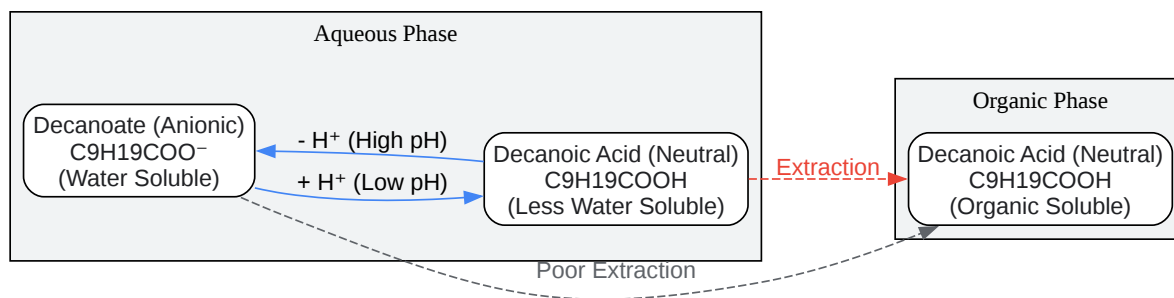 Aqueous Phase
Decanoate (Anionic)
C9H19COO⁻
(Water Soluble)
- H⁺ (High pH)
+ H⁺ (Low pH)
Decanoic Acid (Neutral)
C9H19COOH
(Less Water Soluble)
Extraction
Organic Phase
Decanoic Acid (Neutral)
C9H19COOH
(Organic Soluble)
Poor Extraction